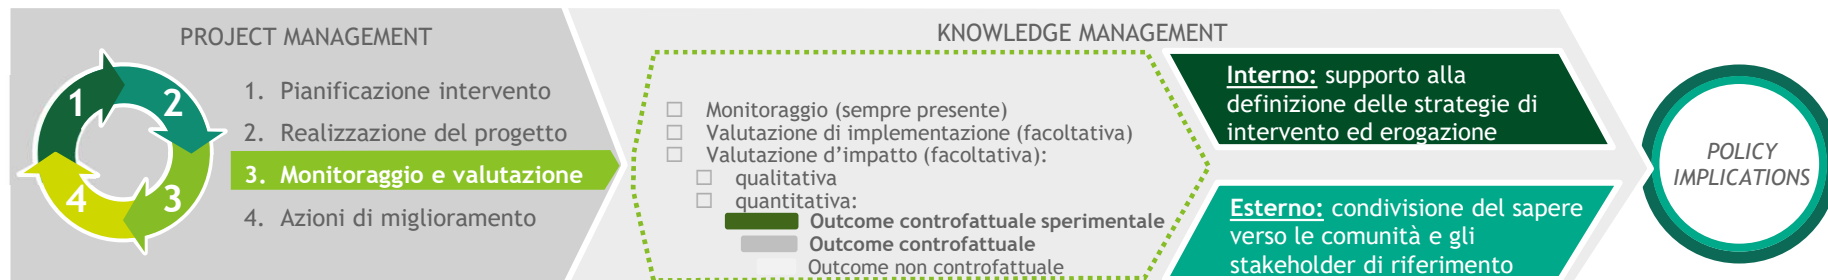 PROJECT MANAGEMENT
1
2
3
4
1. Pianificazione intervento
2. Realizzazione del progetto
3. Monitoraggio e valutazione
4. Azioni di miglioramento
KNOWLEDGE MANAGEMENT
Monitoraggio (sempre presente)
Valutazione di implementazione (facoltativa)
Valutazione d’impatto (facoltativa):
qualitativa
quantitativa:
Outcome controfattuale sperimentale
Outcome controfattuale
Outcome non controfattuale
Interno: supporto alla
definizione delle strategie di
intervento ed erogazione
Esterno: condivisione del sapere
verso le comunità e gli
stakeholder di riferimento
POLICY
IMPLICATIONS